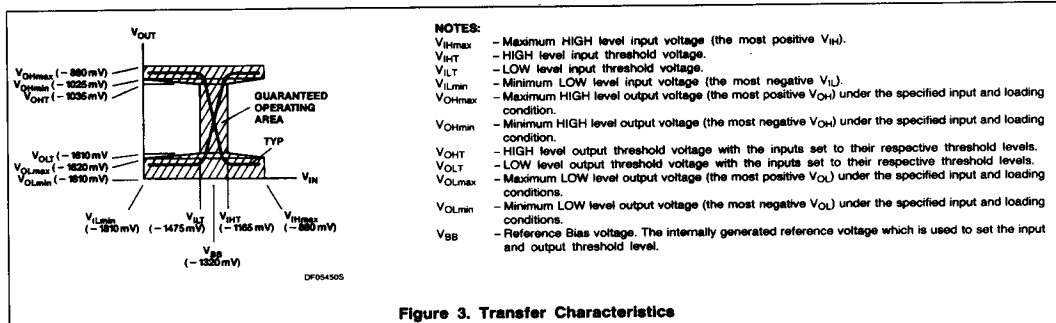 VOUT
VOHmax (−880 mV)
VOHmin (−1025 mV)
VOHT (−1035 mV)
GUARANTEED
OPERATING
AREA
TYP
VOLT (−1610 mV)
VOLmax (−1620 mV)
VOLmin (−1810 mV)
VIN
VILmin
(−1810 mV)
VILT
(−1475 mV)
VIHT
(−1165 mV)
VIHmax
(−880 mV)
VBB
(−1320 mV)
DF05450S
NOTES:
VIHmax – Maximum HIGH level input voltage (the most positive VIH).
VIHT – HIGH level input threshold voltage.
VILT – LOW level input threshold voltage.
VILmin – Minimum LOW level input voltage (the most negative VIL).
VOHmax – Maximum HIGH level output voltage (the most positive VOH) under the specified input and loading
condition.
VOHmin – Minimum HIGH level output voltage (the most negative VOH) under the specified input and loading
condition.
VOHT – HIGH level output threshold voltage with the inputs set to their respective threshold levels.
VOLT – LOW level output threshold voltage with the inputs set to their respective threshold levels.
VOLmax – Maximum LOW level output voltage (the most positive VOL) under the specified input and loading
conditions.
VOLmin – Minimum LOW level output voltage (the most negative VOL) under the specified input and loading
conditions.
VBB – Reference Bias voltage. The internally generated reference voltage which is used to set the input
and output threshold level.
Figure 3. Transfer Characteristics